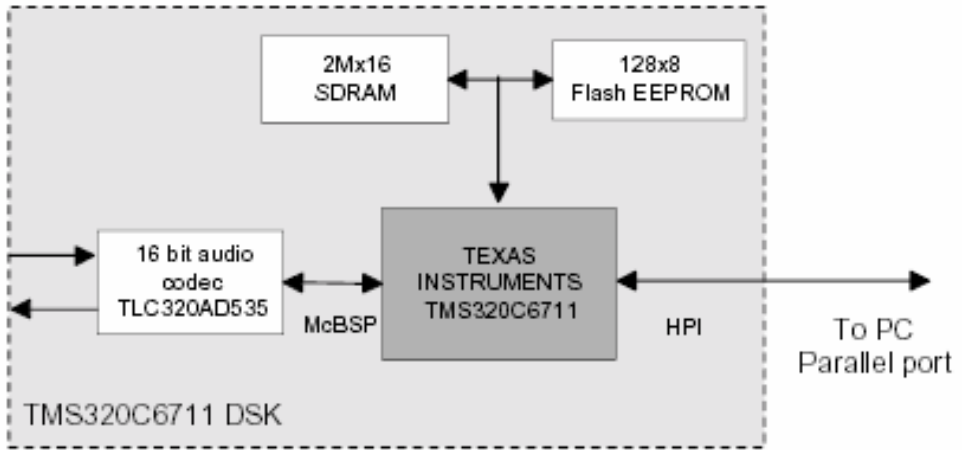 2Mx16
SDRAM
128x8
Flash EEPROM
16 bit audio
codec
TLC320AD535
McBSP
TEXAS
INSTRUMENTS
TMS320C6711
HPI
To PC
Parallel port
TMS320C6711 DSK